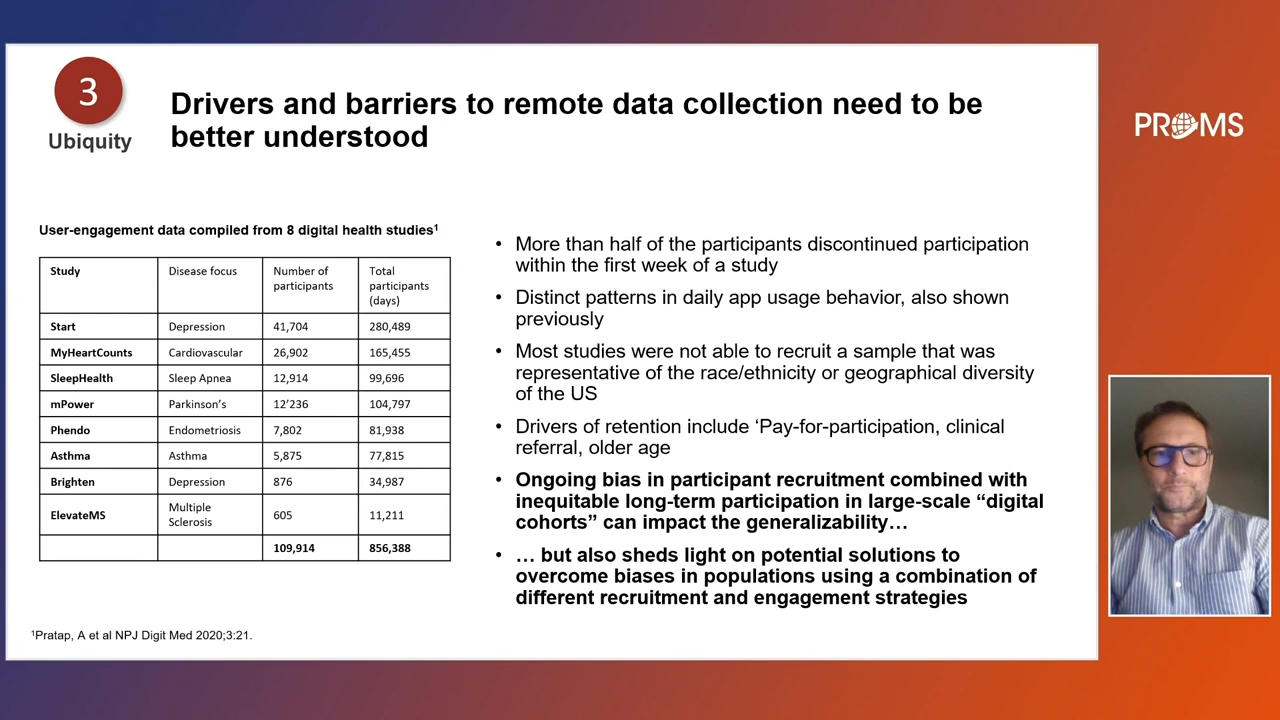 3
Ubiquity
Drivers and barriers to remote data collection need to be
better understood
PROMS
User-engagement data compiled from 8 digital health studies¹
Study Disease focus Number of participants Total participants (days)
Start Depression 41,704 280,489
MyHeartCounts Cardiovascular 26,902 165,455
SleepHealth Sleep Apnea 12,914 99,696
mPower Parkinson's 12'236 104,797
Phendo Endometriosis 7,802 81,938
Asthma Asthma 5,875 77,815
Brighten Depression 876 34,987
ElevateMS Multiple Sclerosis 605 11,211
109,914 856,388
• More than half of the participants discontinued participation
within the first week of a study
• Distinct patterns in daily app usage behavior, also shown
previously
• Most studies were not able to recruit a sample that was
representative of the race/ethnicity or geographical diversity
of the US
• Drivers of retention include ‘Pay-for-participation, clinical
referral, older age
• Ongoing bias in participant recruitment combined with
inequitable long-term participation in large-scale “digital
cohorts” can impact the generalizability…
• … but also sheds light on potential solutions to
overcome biases in populations using a combination of
different recruitment and engagement strategies
¹Pratap, A et al NPJ Digit Med 2020;3:21.